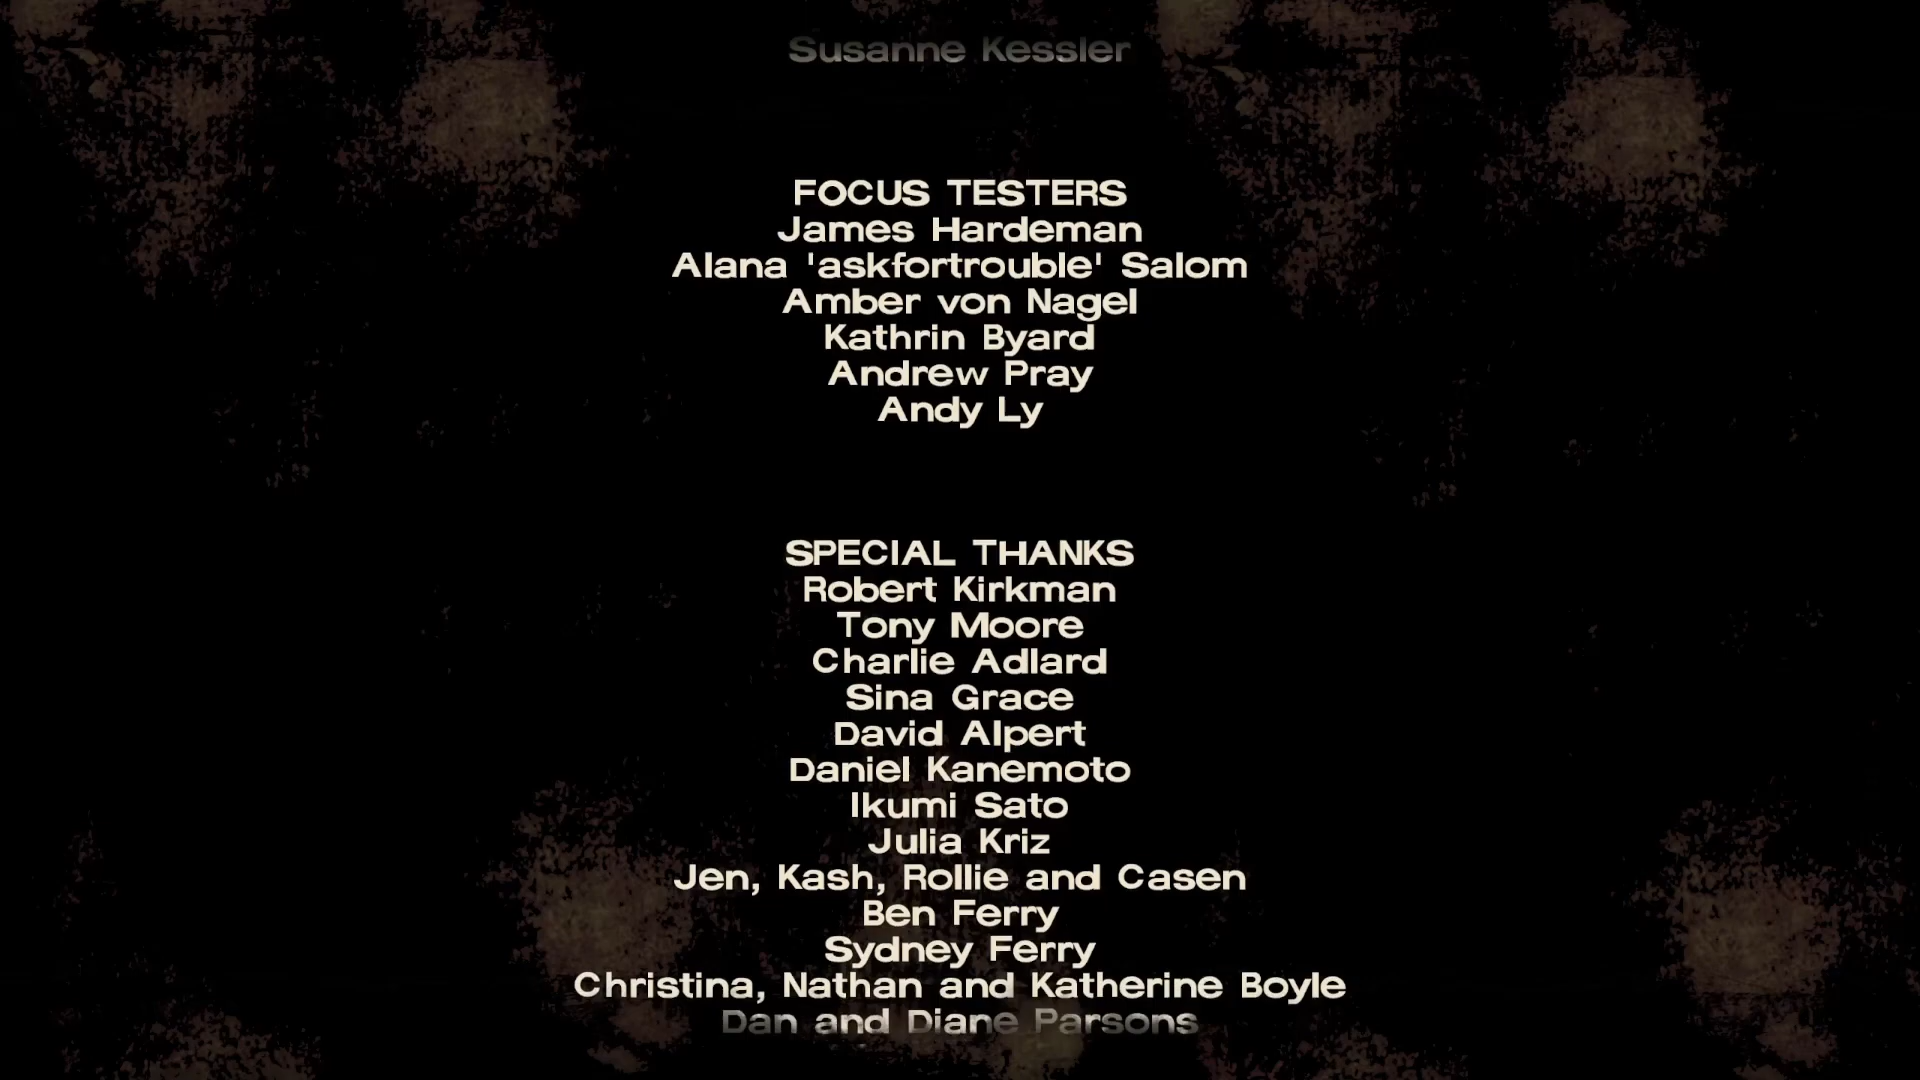 Susanne Kessler
FOCUS TESTERS
James Hardeman
Alana 'askfortrouble' Salom
Amber von Nagel
Kathrin Byard
Andrew Pray
Andy Ly
SPECIAL THANKS
Robert Kirkman
Tony Moore
Charlie Adlard
Sina Grace
David Alpert
Daniel Kanemoto
Ikumi Sato
Julia Kriz
Jen, Kash, Rollie and Casen
Ben Ferry
Sydney Ferry
Christina, Nathan and Katherine Boyle
Dan and Diane Parsons